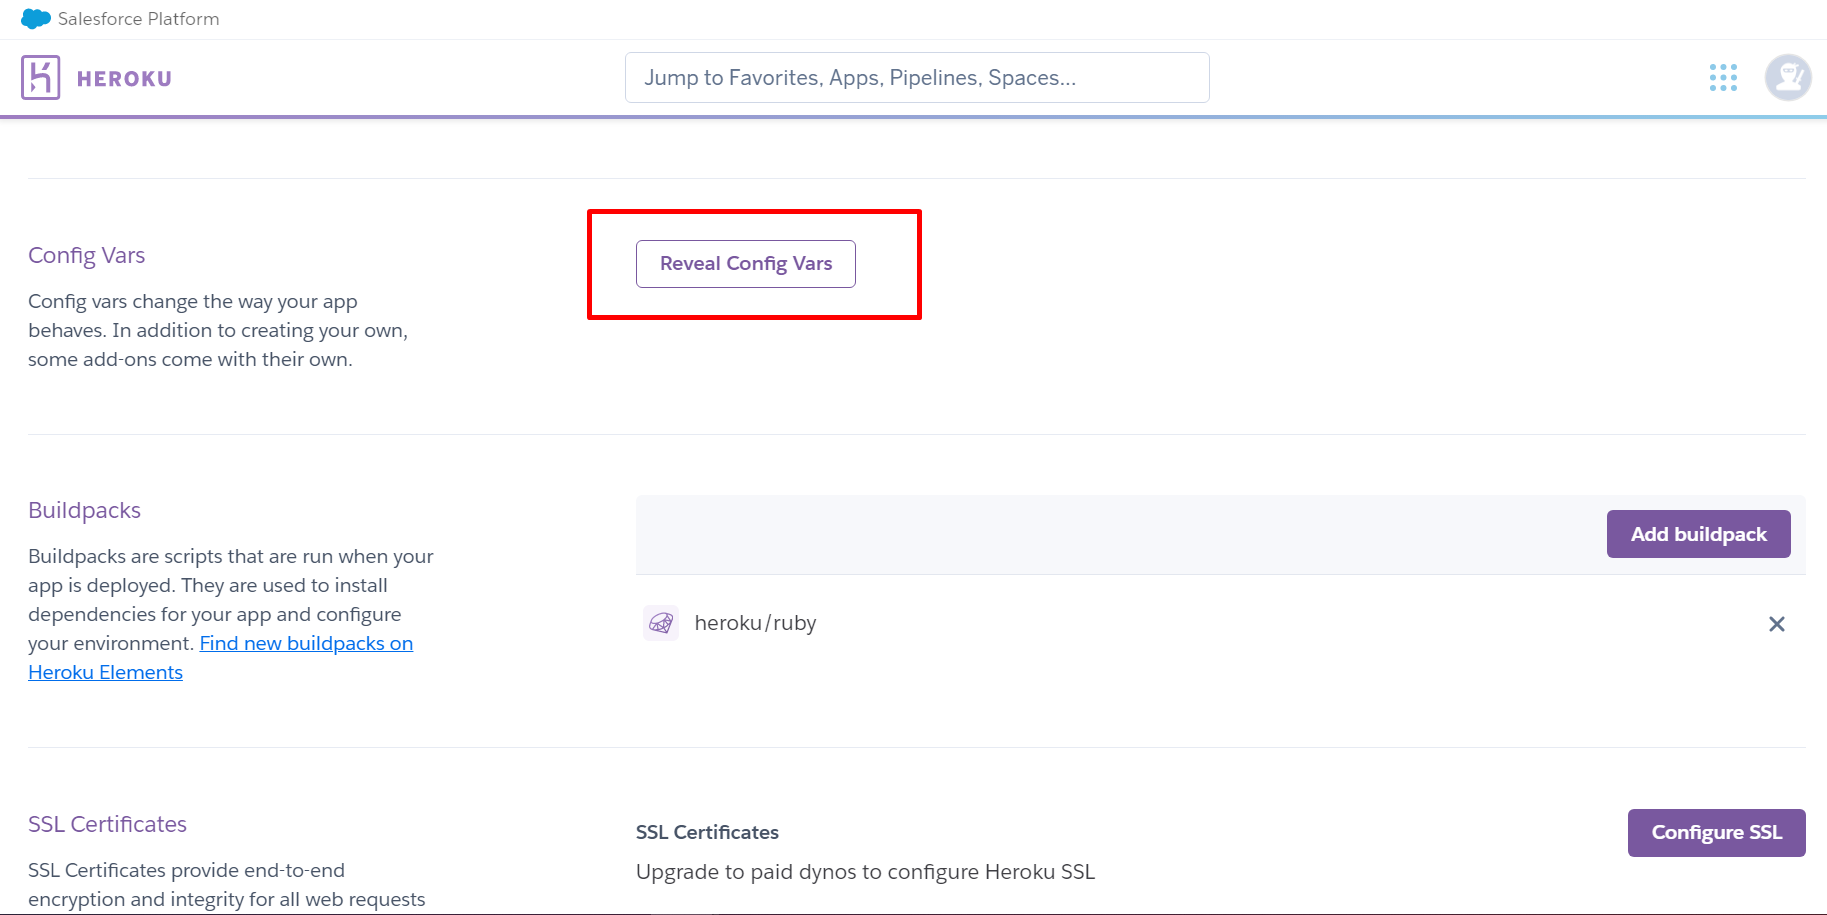 Salesforce Platform
HEROKU
Jump to Favorites, Apps, Pipelines, Spaces...
Config Vars
Config vars change the way your app
behaves. In addition to creating your own,
some add-ons come with their own.
Reveal Config Vars
Buildpacks
Buildpacks are scripts that are run when your
app is deployed. They are used to install
dependencies for your app and configure
your environment. Find new buildpacks on
Heroku Elements
Add buildpack
heroku/ruby
SSL Certificates
SSL Certificates provide end-to-end
encryption and integrity for all web requests
SSL Certificates
Upgrade to paid dynos to configure Heroku SSL
Configure SSL